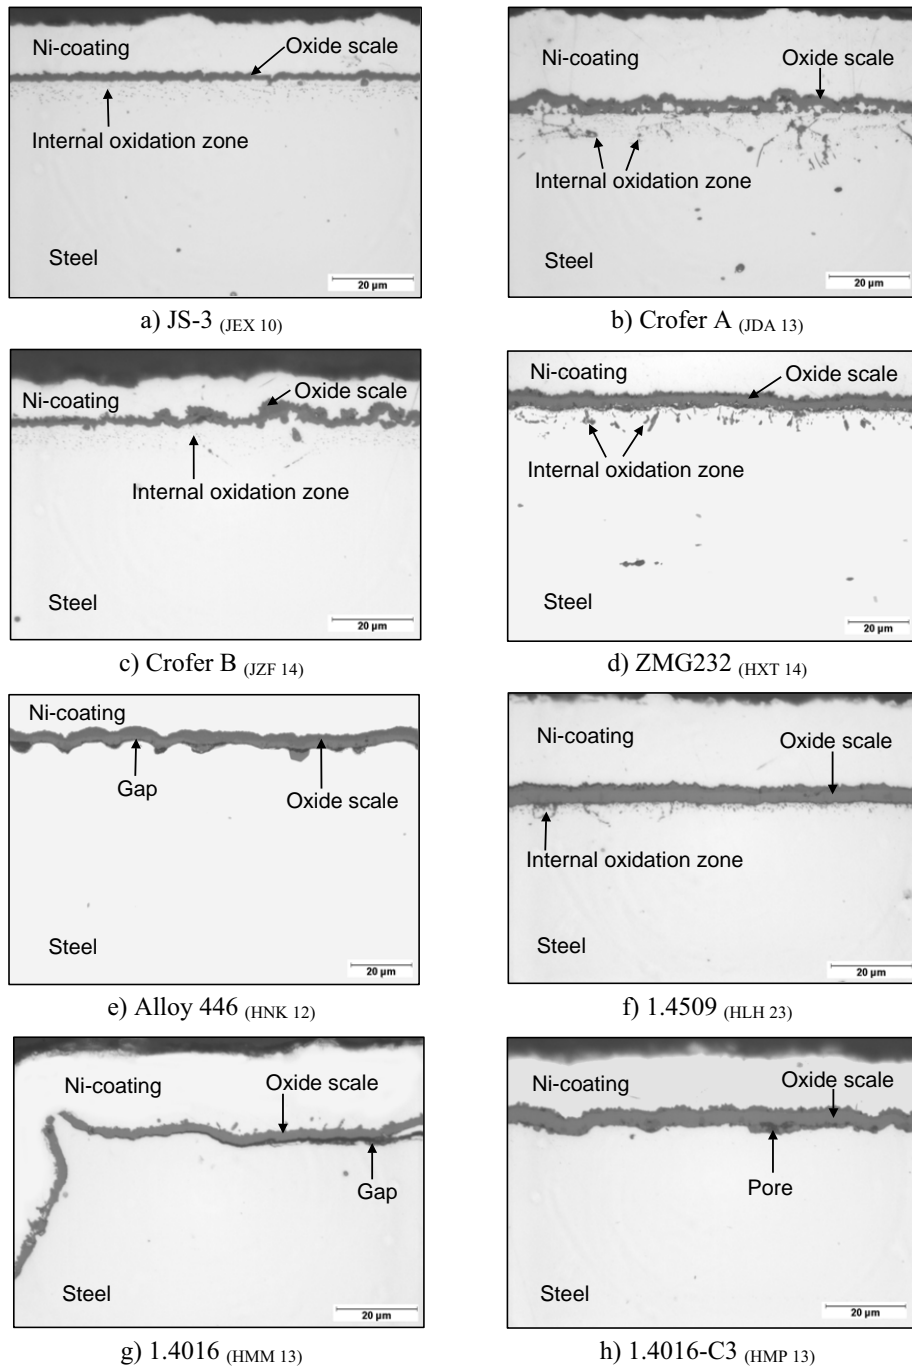 Ni-coating
Oxide scale
Internal oxidation zone
Steel
20 µm
a) JS-3 (JEX 10)
Ni-coating
Oxide scale
Internal oxidation zone
Steel
20 µm
b) Crofer A (JDA 13)
Ni-coating
Oxide scale
Internal oxidation zone
Steel
20 µm
c) Crofer B (JZF 14)
Ni-coating
Oxide scale
Internal oxidation zone
Steel
20 µm
d) ZMG232 (HXT 14)
Ni-coating
Gap
Oxide scale
Steel
20 µm
e) Alloy 446 (HNK 12)
Ni-coating
Oxide scale
Internal oxidation zone
Steel
20 µm
f) 1.4509 (HLH 23)
Ni-coating
Oxide scale
Gap
Steel
20 µm
g) 1.4016 (HMM 13)
Ni-coating
Oxide scale
Pore
Steel
20 µm
h) 1.4016-C3 (HMP 13)